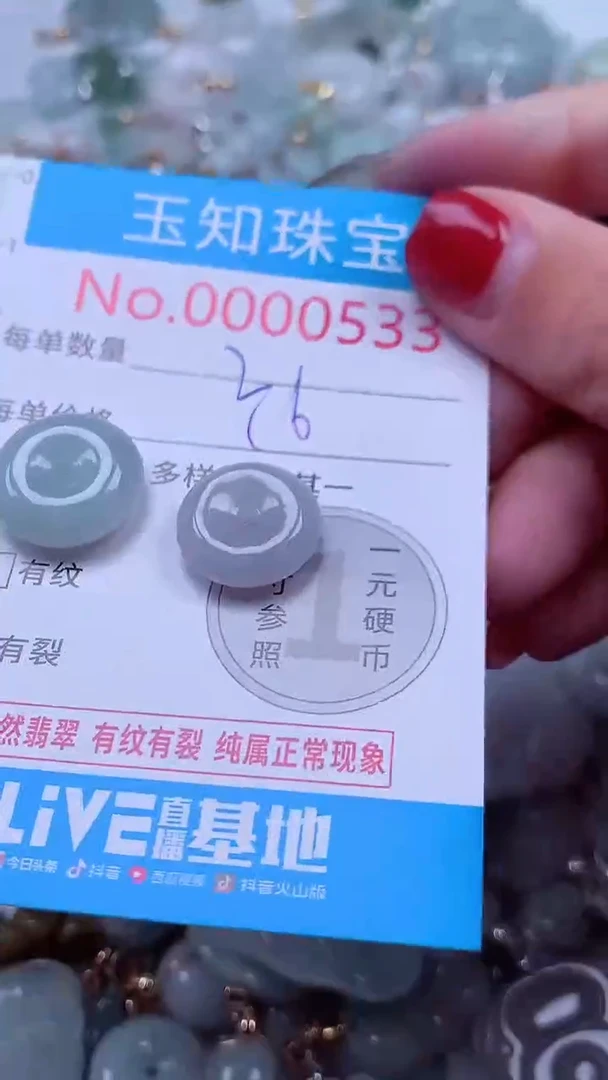 玉知珠宝
No.0000533
每单数量
26
每单价格
多样
一元硬币
参照
1
有纹
有裂
然翡翠 有纹有裂 纯属正常现象
LiVE直播基地
今日头条 抖音 西瓜视频 抖音火山版